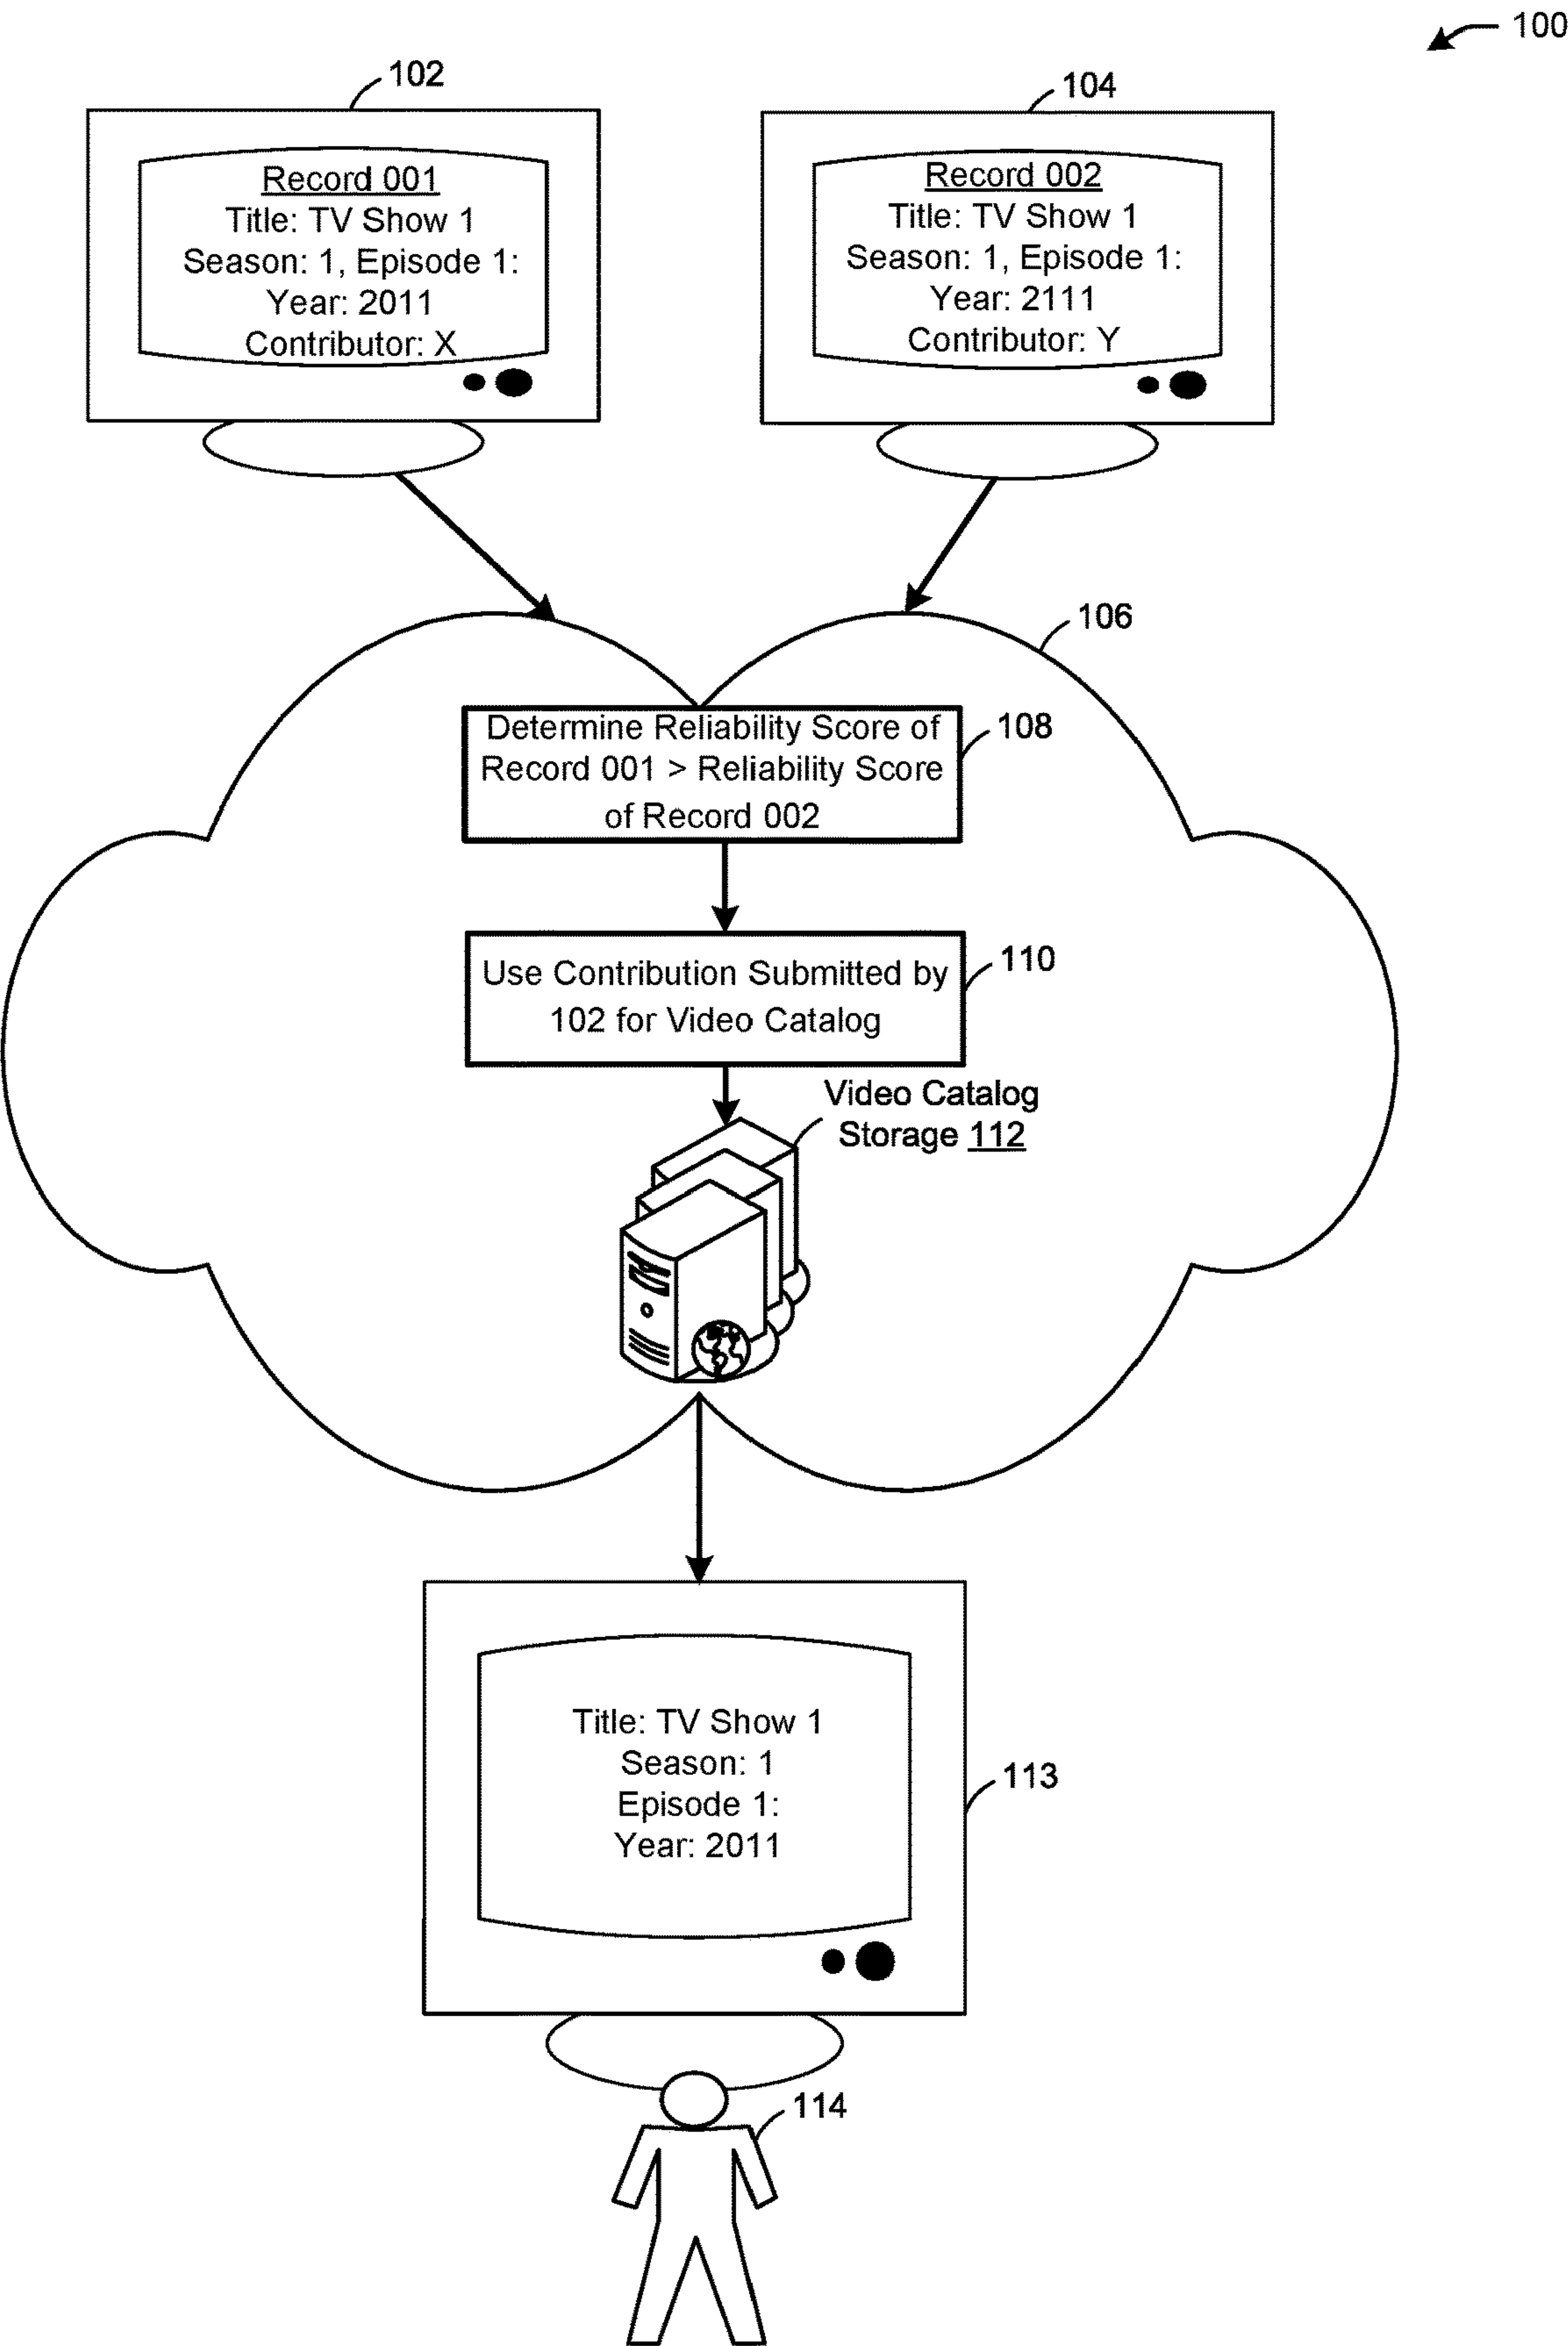 100
102
104
Record 001
Title: TV Show 1
Season: 1, Episode 1:
Year: 2011
Contributor: X
Record 002
Title: TV Show 1
Season: 1, Episode 1:
Year: 2111
Contributor: Y
106
Determine Reliability Score of
Record 001 > Reliability Score
of Record 002
108
Use Contribution Submitted by
102 for Video Catalog
110
Video Catalog
Storage 112
Title: TV Show 1
Season: 1
Episode 1:
Year: 2011
113
114